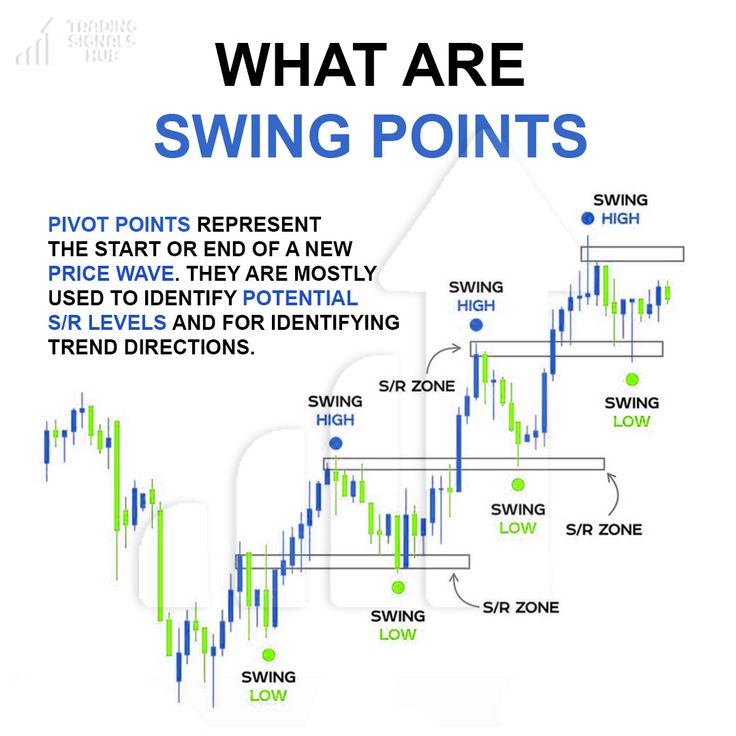 TRADING
SIGNALS
HUB
WHAT ARE
SWING POINTS
PIVOT POINTS REPRESENT
THE START OR END OF A NEW
PRICE WAVE. THEY ARE MOSTLY
USED TO IDENTIFY POTENTIAL
S/R LEVELS AND FOR IDENTIFYING
TREND DIRECTIONS.
SWING
HIGH
SWING
HIGH
S/R ZONE
SWING
HIGH
SWING
LOW
SWING
LOW
S/R ZONE
S/R ZONE
SWING
LOW
SWING
LOW